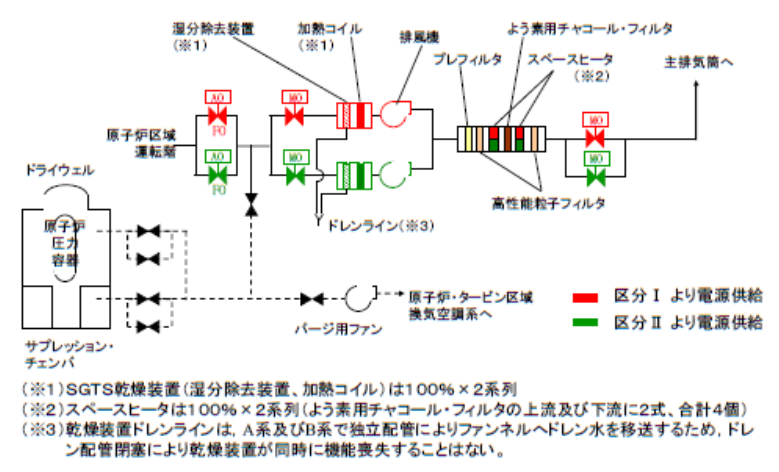 湿分除去装置
(※1)
加熱コイル
(※1)
排風機
よう素用チャコール・フィルタ
プレフィルタ
スペースヒータ
(※2)
主排気筒へ
AO
FO
MO
MO
原子炉区域
運転階
AO
FO
MO
MO
高性能粒子フィルタ
ドライウェル
ドレンライン(※3)
原子炉
圧力
容器
原子炉・タービン区域
換気空調系へ
パージ用ファン
サプレッション・
チェンバ
区分Ⅰ より電源供給
区分Ⅱ より電源供給
(※1)SGTS乾燥装置(湿分除去装置、加熱コイル)は100%×2系列
(※2)スペースヒータは100%×2系列(よう素用チャコール・フィルタの上流及び下流に2式、合計4個)
(※3)乾燥装置ドレンラインは、A系及びB系で独立配管によりファンネルへドレン水を移送するため、ドレ
ン配管閉塞により乾燥装置が同時に機能喪失することはない。